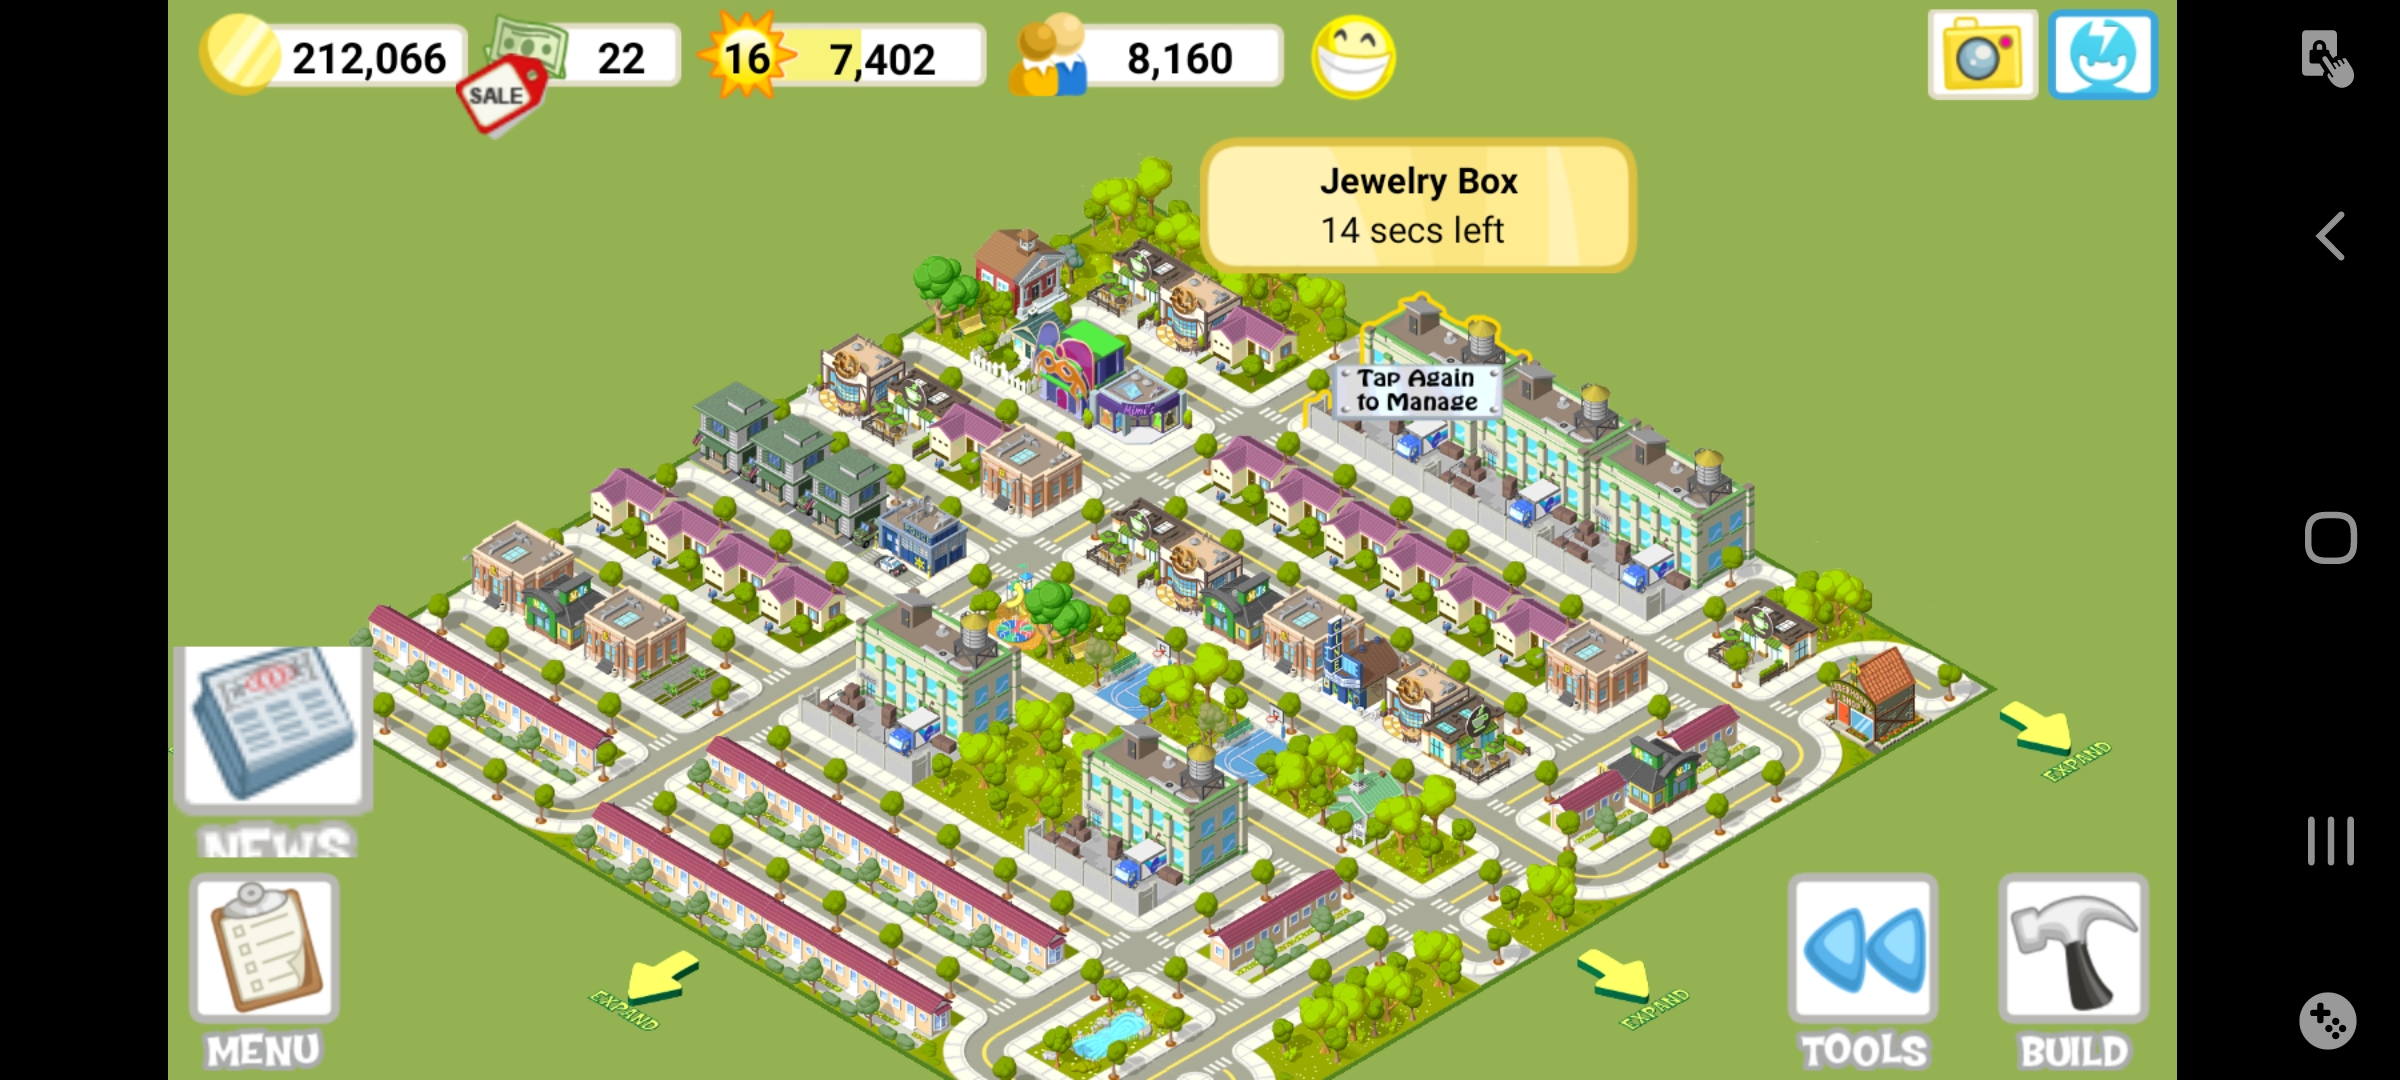 212,066
22
16
7,402
8,160
SALE
Jewelry Box
14 secs left
Tap Again
to Manage
Mimi's
NEWS
MENU
EXPAND
EXPAND
EXPAND
TOOLS
BUILD